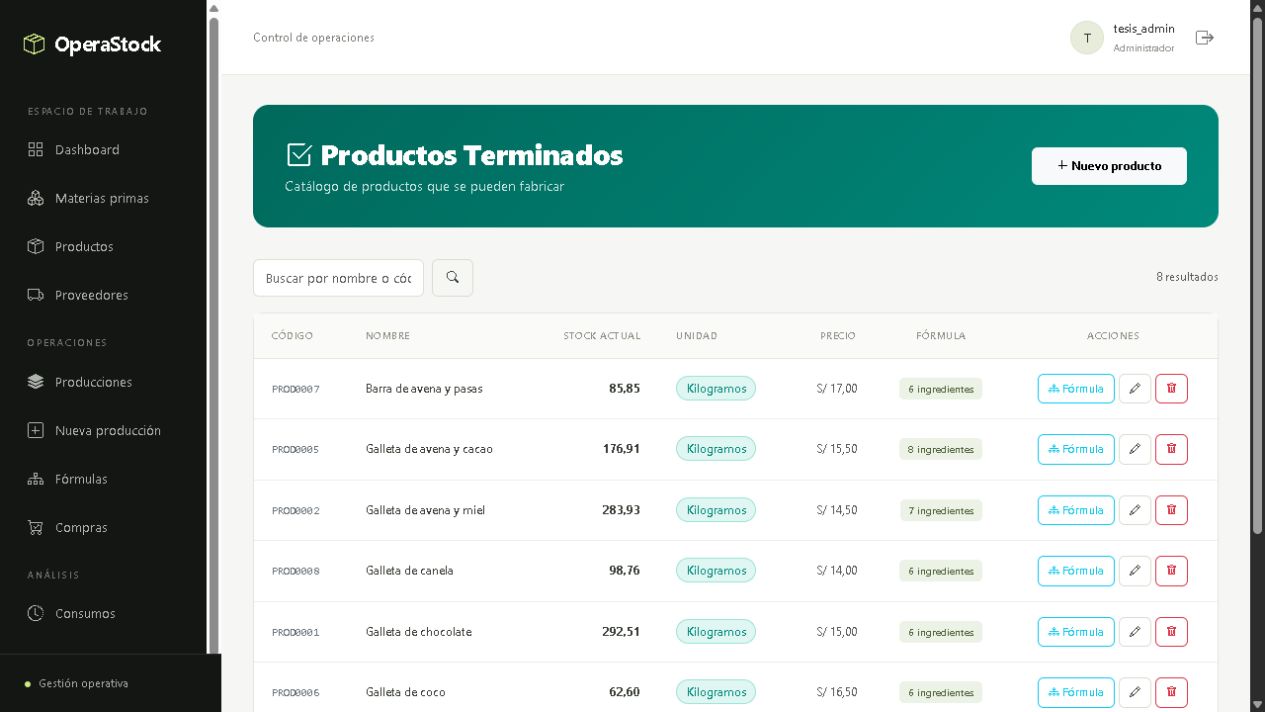 OperaStock
ESPACIO DE TRABAJO
Dashboard
Materias primas
Productos
Proveedores
OPERACIONES
Producciones
Nueva producción
Fórmulas
Compras
ANÁLISIS
Consumos
Gestión operativa
Control de operaciones
T
tesis_admin
Administrador
Productos Terminados
Catálogo de productos que se pueden fabricar
+ Nuevo producto
Buscar por nombre o cóc
8 resultados
CÓDIGO NOMBRE STOCK ACTUAL UNIDAD PRECIO FÓRMULA ACCIONES
PROD0007 Barra de avena y pasas 85,85 Kilogramos S/ 17,00 6 ingredientes Fórmula
PROD0005 Galleta de avena y cacao 176,91 Kilogramos S/ 15,50 8 ingredientes Fórmula
PROD0002 Galleta de avena y miel 283,93 Kilogramos S/ 14,50 7 ingredientes Fórmula
PROD0008 Galleta de canela 98,76 Kilogramos S/ 14,00 6 ingredientes Fórmula
PROD0001 Galleta de chocolate 292,51 Kilogramos S/ 15,00 6 ingredientes Fórmula
PROD0006 Galleta de coco 62,60 Kilogramos S/ 16,50 6 ingredientes Fórmula